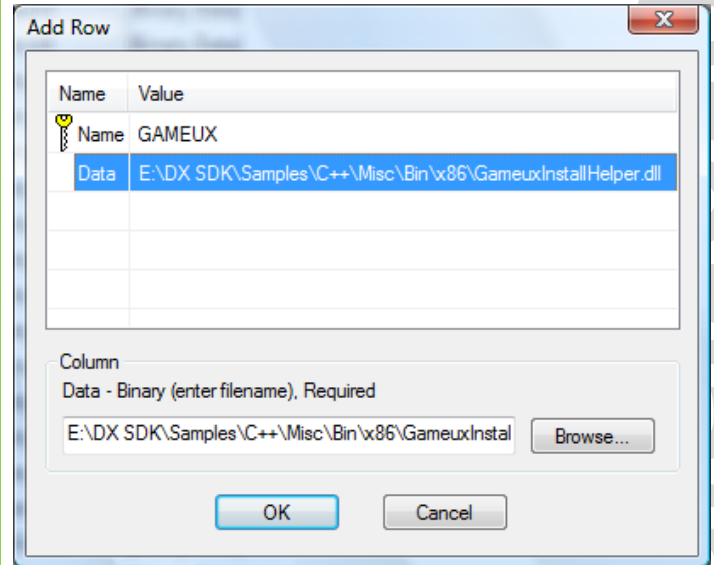 Add Row
Name Value
Name GAMEUX
Data E:\DX SDK\Samples\C++\Misc\Bin\x86\GameuxInstallHelper.dll
Column
Data - Binary (enter filename), Required
E:\DX SDK\Samples\C++\Misc\Bin\x86\GameuxInstal
Browse...
OK Cancel